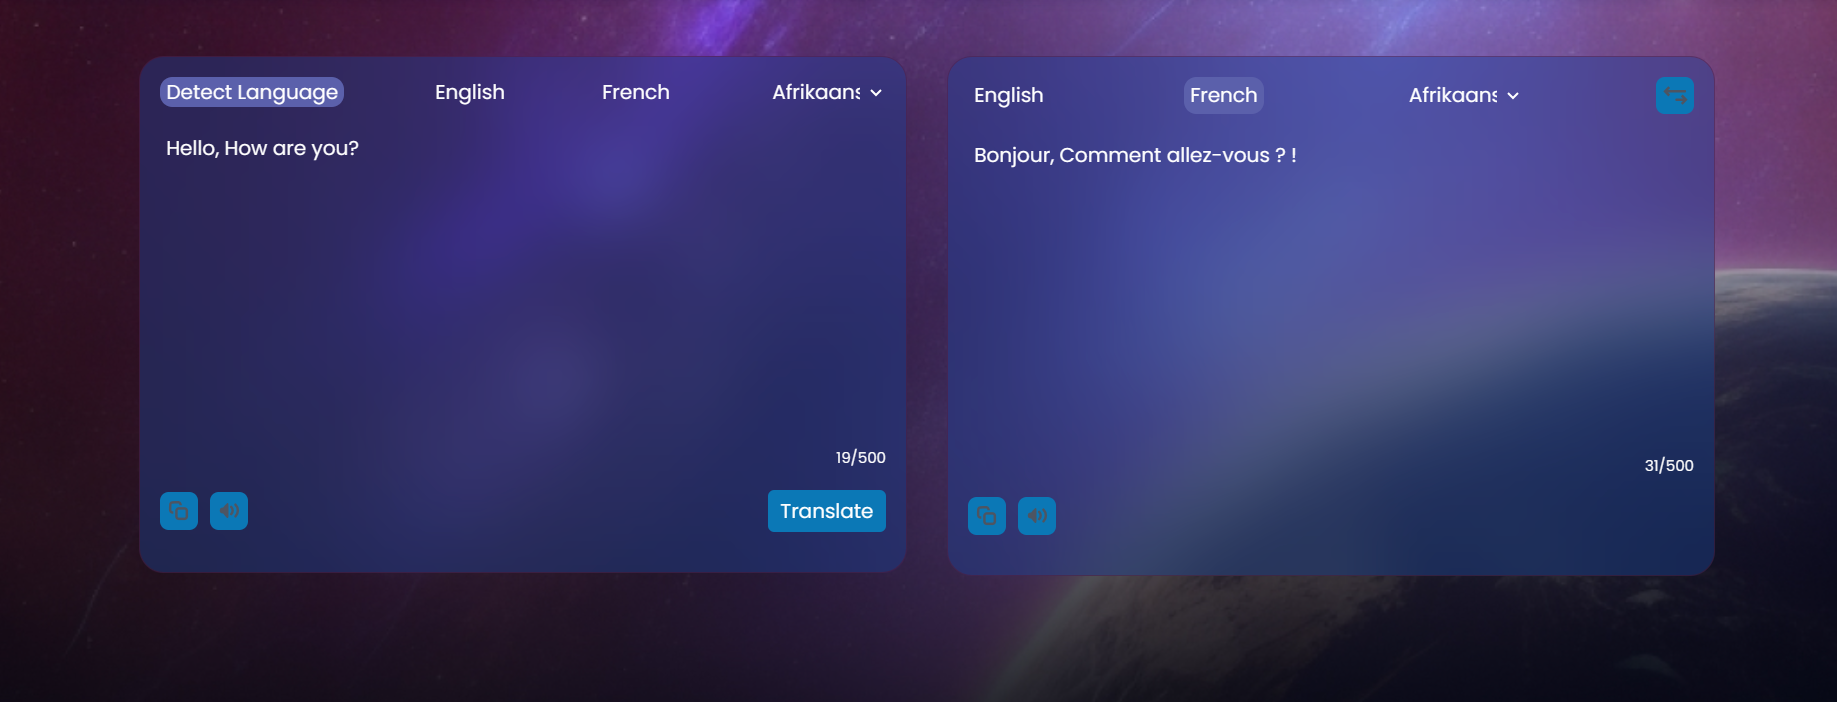 Detect Language English French Afrikaans
Hello, How are you?
19/500
Translate
English French Afrikaans
Bonjour, Comment allez-vous ? !
31/500